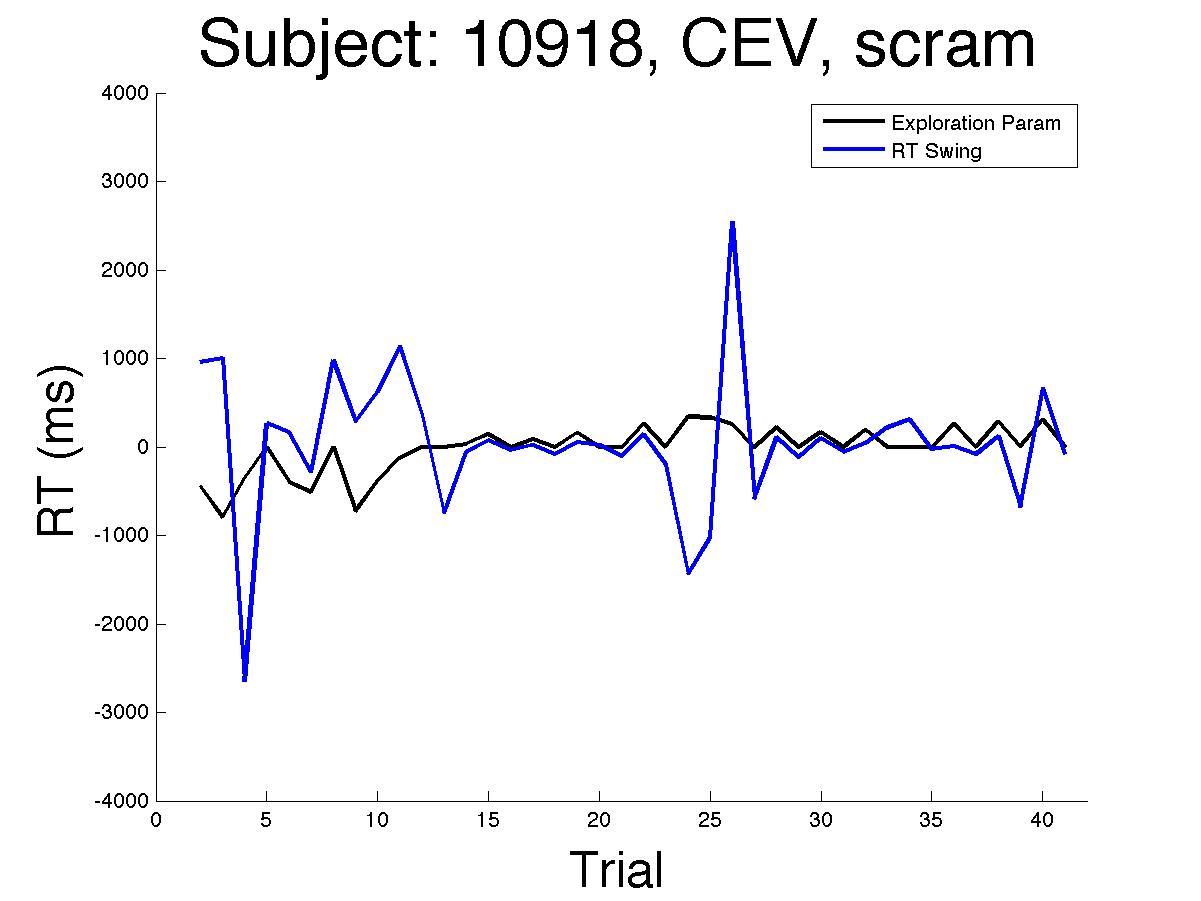 Subject: 10918, CEV, scram
Exploration Param
RT Swing
4000
3000
2000
1000
0
-1000
-2000
-3000
-4000
RT (ms)
0 5 10 15 20 25 30 35 40
Trial